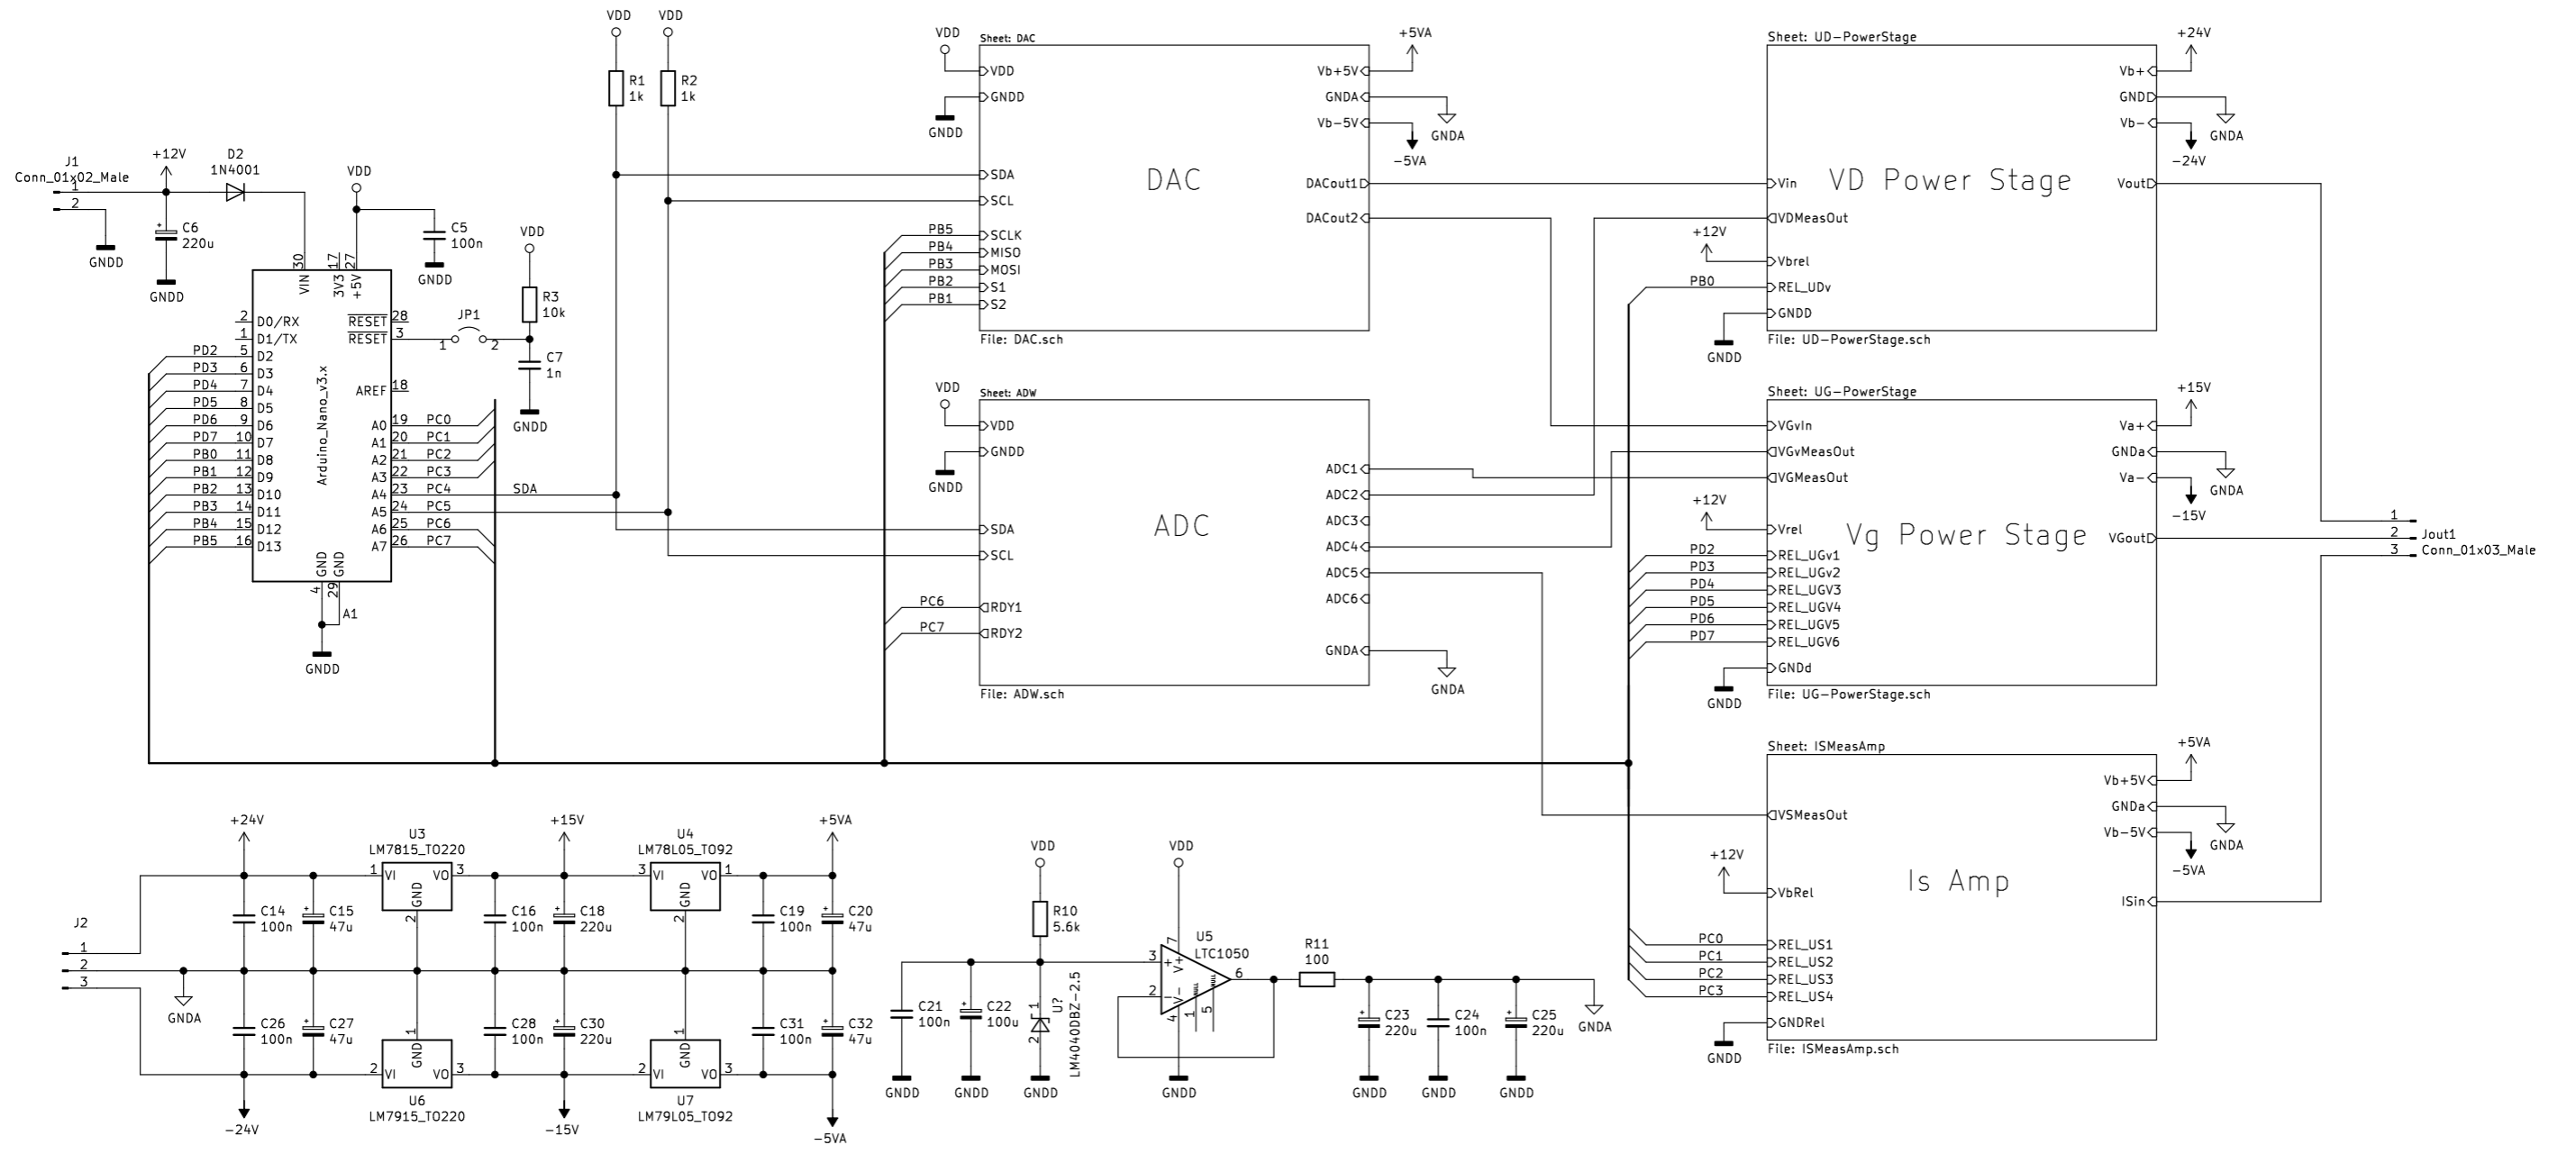 VDD
VDD
R1
1k
R2
1k
J1
Conn_01x02_Male
1
2
GNDD
+12V
C6
220u
GNDD
D2
1N4001
VDD
C5
100n
GNDD
VDD
R3
10k
JP1
1
2
C7
1n
GNDD
30
VIN
17
3V3
27
+5V
2
D0/RX
1
D1/TX
PD2
5
D2
PD3
6
D3
PD4
7
D4
PD5
8
D5
PD6
9
D6
PD7
10
D7
PB0
11
D8
PB1
12
D9
PB2
13
D10
PB3
14
D11
PB4
15
D12
PB5
16
D13
Arduino_Nano_v3.x
RESET
28
RESET
3
AREF
18
A0
19
PC0
A1
20
PC1
A2
21
PC2
A3
22
PC3
A4
23
PC4
SDA
A5
24
PC5
A6
25
PC6
A7
26
PC7
GND
4
GND
29
A1
GNDD
Sheet: DAC
VDD
VDD
GNDD
GNDD
SDA
SCL
PB5
SCLK
PB4
MISO
PB3
MOSI
PB2
S1
PB1
S2
DAC
Vb+5V
+5VA
GNDA
GNDA
Vb-5V
-5VA
DACout1
DACout2
File: DAC.sch
Sheet: ADW
VDD
VDD
GNDD
GNDD
SDA
SCL
PC6
RDY1
PC7
RDY2
ADC
ADC1
ADC2
ADC3
ADC4
ADC5
ADC6
GNDA
GNDA
File: ADW.sch
Sheet: UD-PowerStage
VD Power Stage
Vin
VDMeasOut
+12V
Vbrel
PB0
REL_UDv
GNDD
GNDD
Vb+
+24V
GND
GNDA
Vb-
-24V
Vout
File: UD-PowerStage.sch
Sheet: UG-PowerStage
VGvIn
VGvMeasOut
VGMeasOut
+12V
Vrel
Vg Power Stage
PD2
REL_UGv1
PD3
REL_UGv2
PD4
REL_UGV3
PD5
REL_UGV4
PD6
REL_UGV5
PD7
REL_UGV6
GNDd
GNDD
Va+
+15V
GNDa
GNDA
Va-
-15V
VGout
File: UG-PowerStage.sch
1
2
3
Jout1
Conn_01x03_Male
Sheet: ISMeasAmp
VSMeasOut
+12V
VbRel
Is Amp
PC0
REL_US1
PC1
REL_US2
PC2
REL_US3
PC3
REL_US4
GNDRel
GNDD
Vb+5V
+5VA
GNDa
GNDA
Vb-5V
-5VA
ISin
File: ISMeasAmp.sch
J2
1
2
3
GNDA
+24V
C14
100n
C15
47u
U3
LM7815_TO220
1
VI
VO
3
GND
2
C16
100n
+15V
C18
220u
U4
LM78L05_TO92
3
VI
VO
1
GND
2
C19
100n
+5VA
C20
47u
C26
100n
C27
47u
1
GND
2
VI
VO
3
U6
LM7915_TO220
-24V
C28
100n
C30
220u
-15V
1
GND
2
VI
VO
3
U7
LM79L05_TO92
C31
100n
C32
47u
-5VA
VDD
R10
5.6k
C21
100n
GNDD
C22
100u
GNDD
1
2
U?
LM4040DBZ-2.5
GNDD
VDD
U5
LTC1050
7
V+
3
+
2
-
V-
4
1
NULL
5
NULL
6
GNDD
R11
100
C23
220u
GNDD
C24
100n
GNDD
C25
220u
GNDD
GNDA